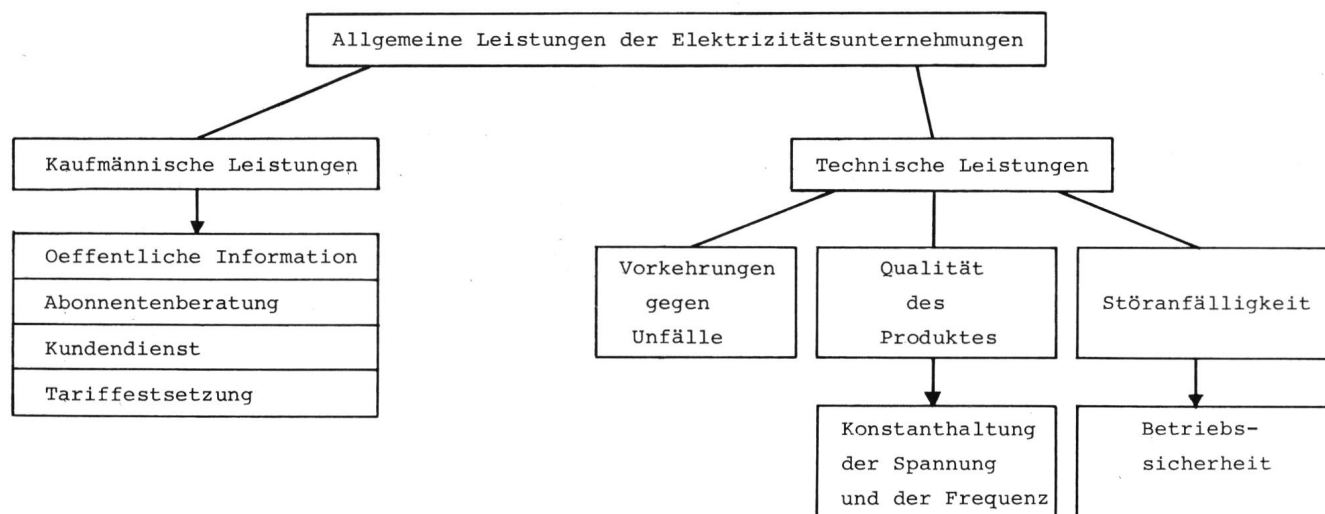 Allgemeine Leistungen der Elektrizitätsunternehmungen
Kaufmännische Leistungen
Oeffentliche Information
Abonnentenberatung
Kundendienst
Tariffestsetzung
Technische Leistungen
Vorkehrungen
gegen
Unfälle
Qualität
des
Produktes
Störanfälligkeit
Konstanthaltung
der Spannung
und der Frequenz
Betriebs-
sicherheit